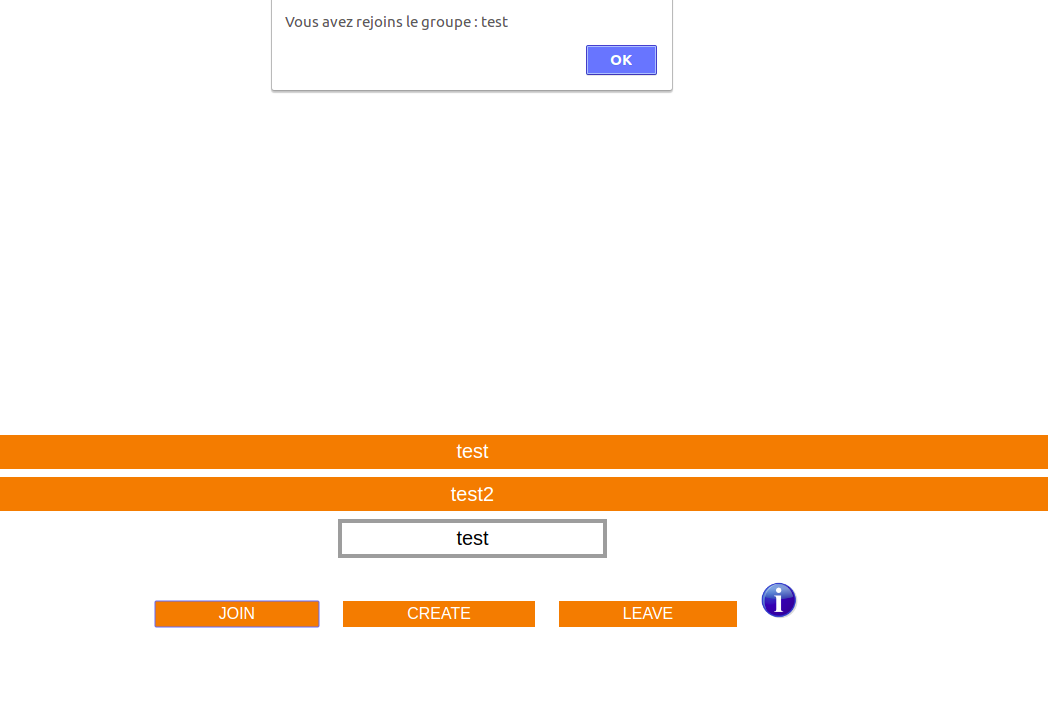 Vous avez rejoins le groupe : test
OK
test
test2
test
JOIN CREATE LEAVE i